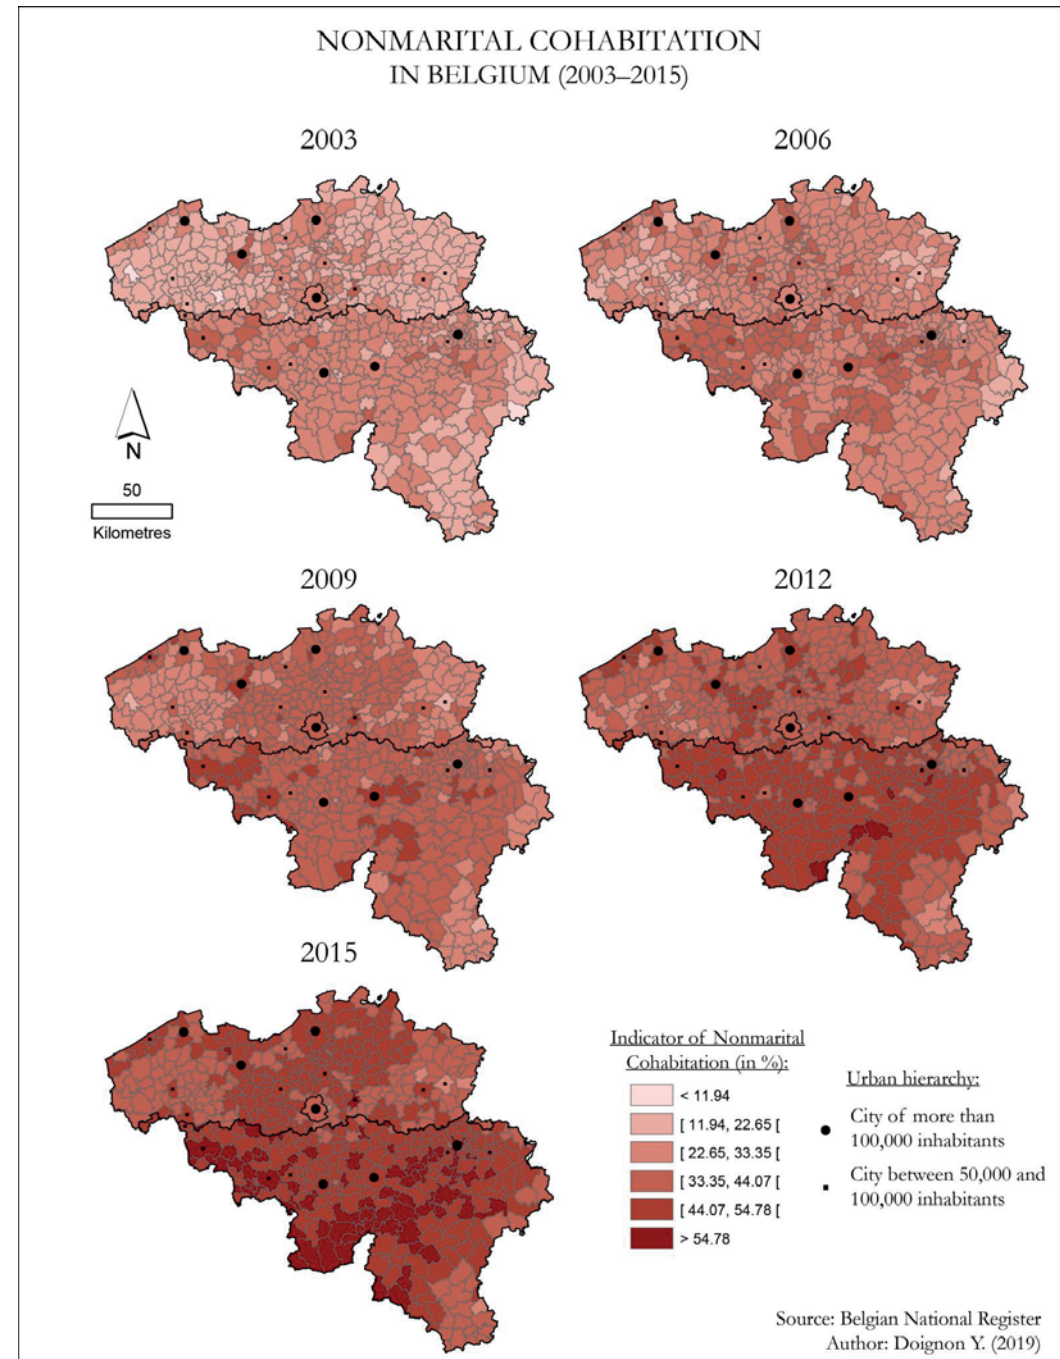 NONMARITAL COHABITATION
IN BELGIUM (2003–2015)
2003
2006
N
50
Kilometres
2009
2012
2015
Indicator of Nonmarital
Cohabitation (in %):
< 11.94
[ 11.94, 22.65 [
[ 22.65, 33.35 [
[ 33.35, 44.07 [
[ 44.07, 54.78 [
> 54.78
Urban hierarchy:
City of more than
100,000 inhabitants
City between 50,000 and
100,000 inhabitants
Source: Belgian National Register
Author: Doignon Y. (2019)